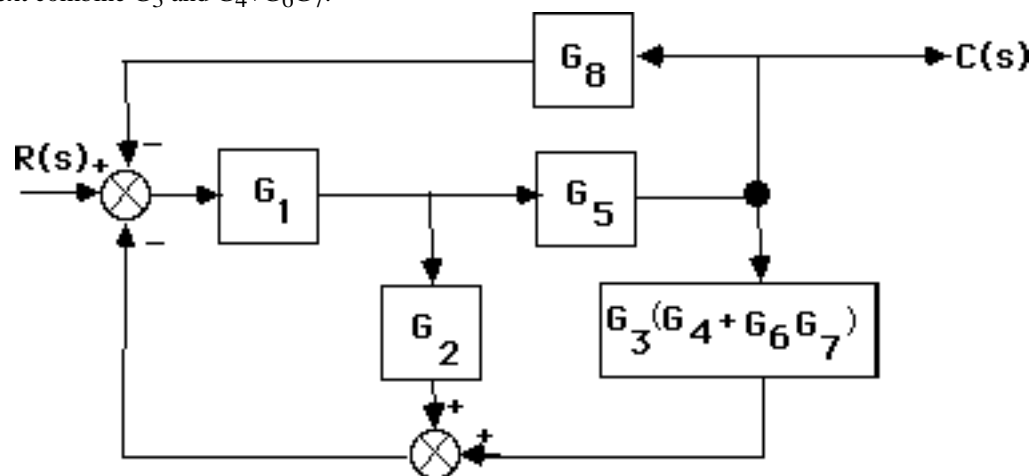 G₈
C(s)
R(s)
+
−
G₁
G₅
−
G₂
G₃(G₄+G₆G₇)
+
+